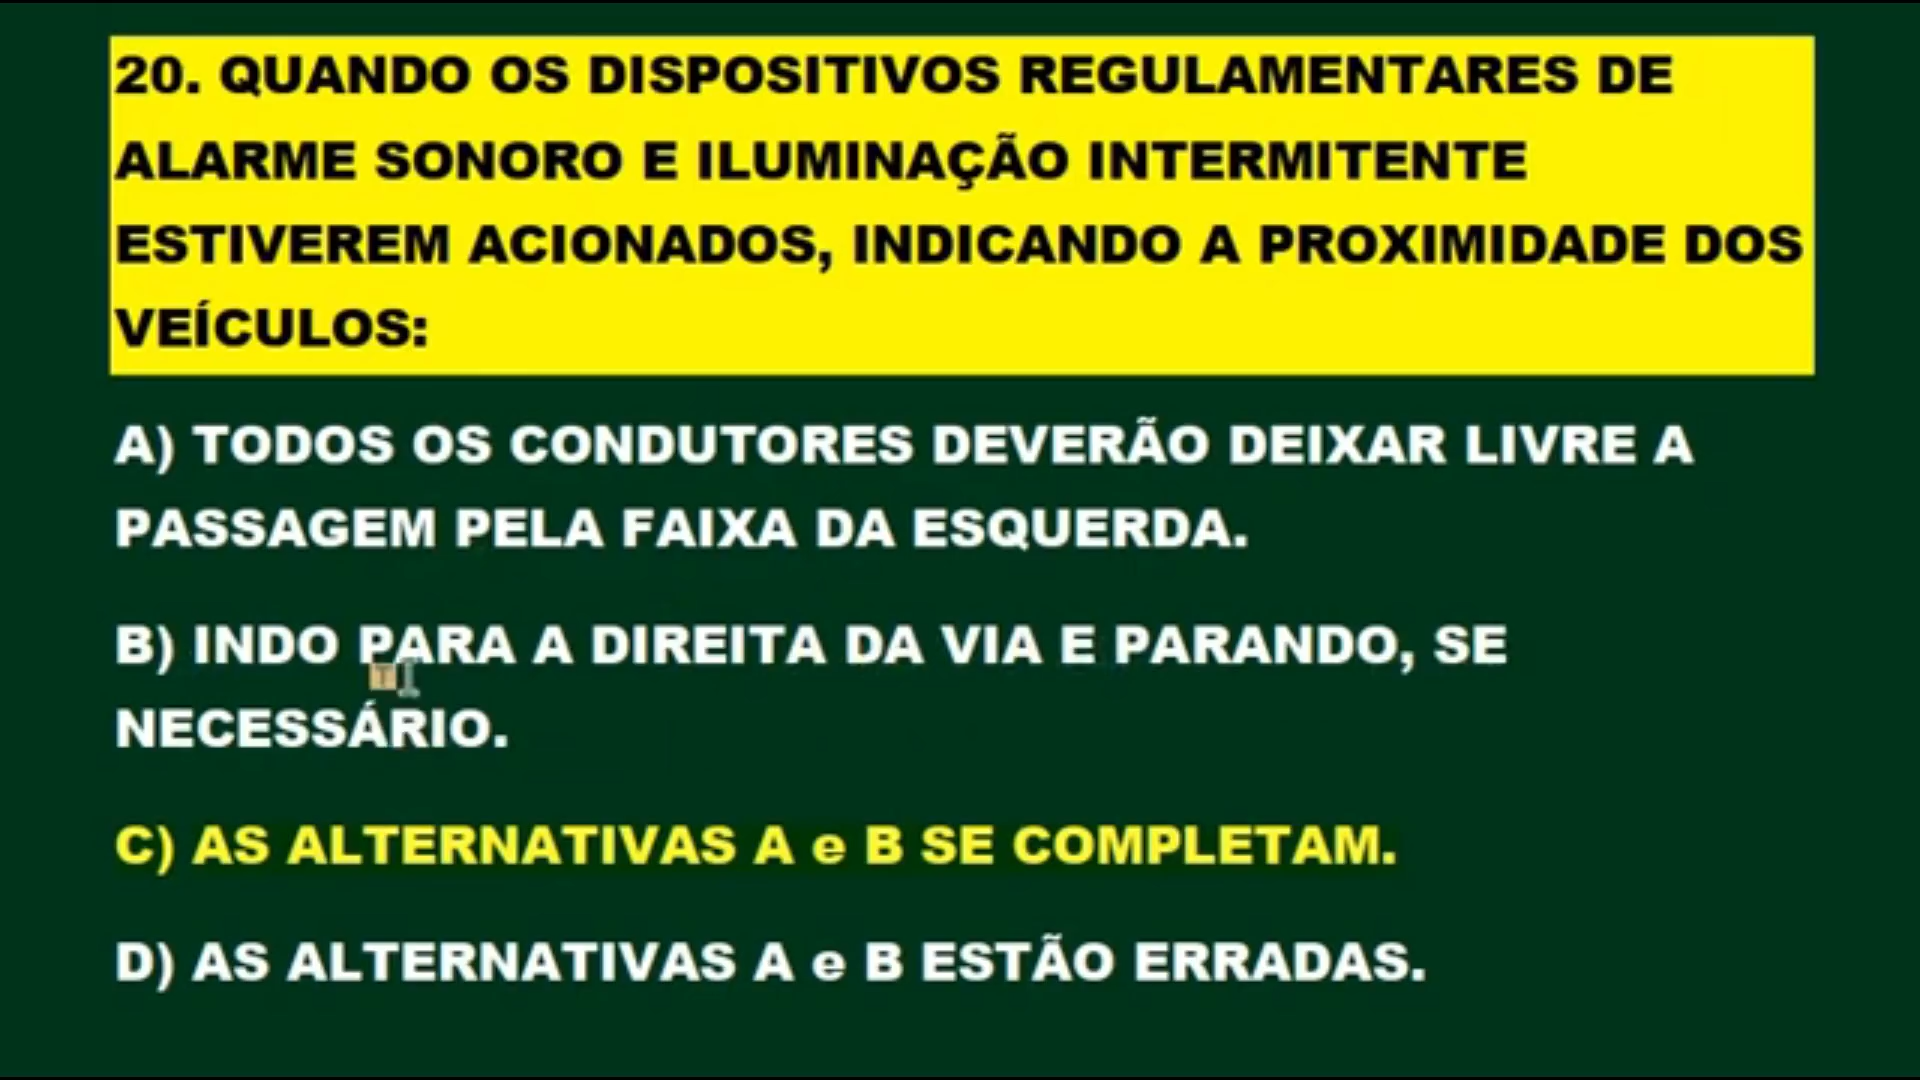 20. QUANDO OS DISPOSITIVOS REGULAMENTARES DE
ALARME SONORO E ILUMINAÇÃO INTERMITENTE
ESTIVEREM ACIONADOS, INDICANDO A PROXIMIDADE DOS
VEÍCULOS:
A) TODOS OS CONDUTORES DEVERÃO DEIXAR LIVRE A
PASSAGEM PELA FAIXA DA ESQUERDA.
B) INDO PARA A DIREITA DA VIA E PARANDO, SE
NECESSÁRIO.
C) AS ALTERNATIVAS A e B SE COMPLETAM.
D) AS ALTERNATIVAS A e B ESTÃO ERRADAS.